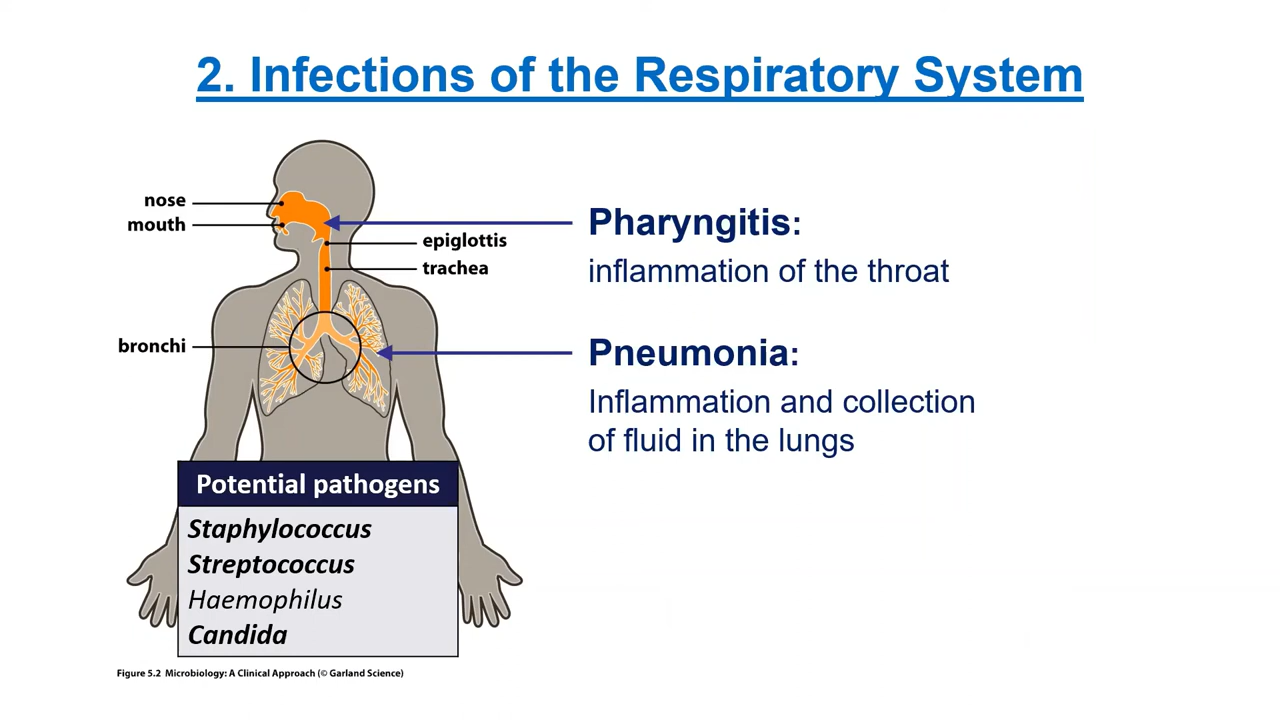 2. Infections of the Respiratory System
nose
mouth
epiglottis
trachea
bronchi
Pharyngitis:
inflammation of the throat
Pneumonia:
Inflammation and collection
of fluid in the lungs
Potential pathogens
Staphylococcus
Streptococcus
Haemophilus
Candida
Figure 5.2 Microbiology: A Clinical Approach (© Garland Science)